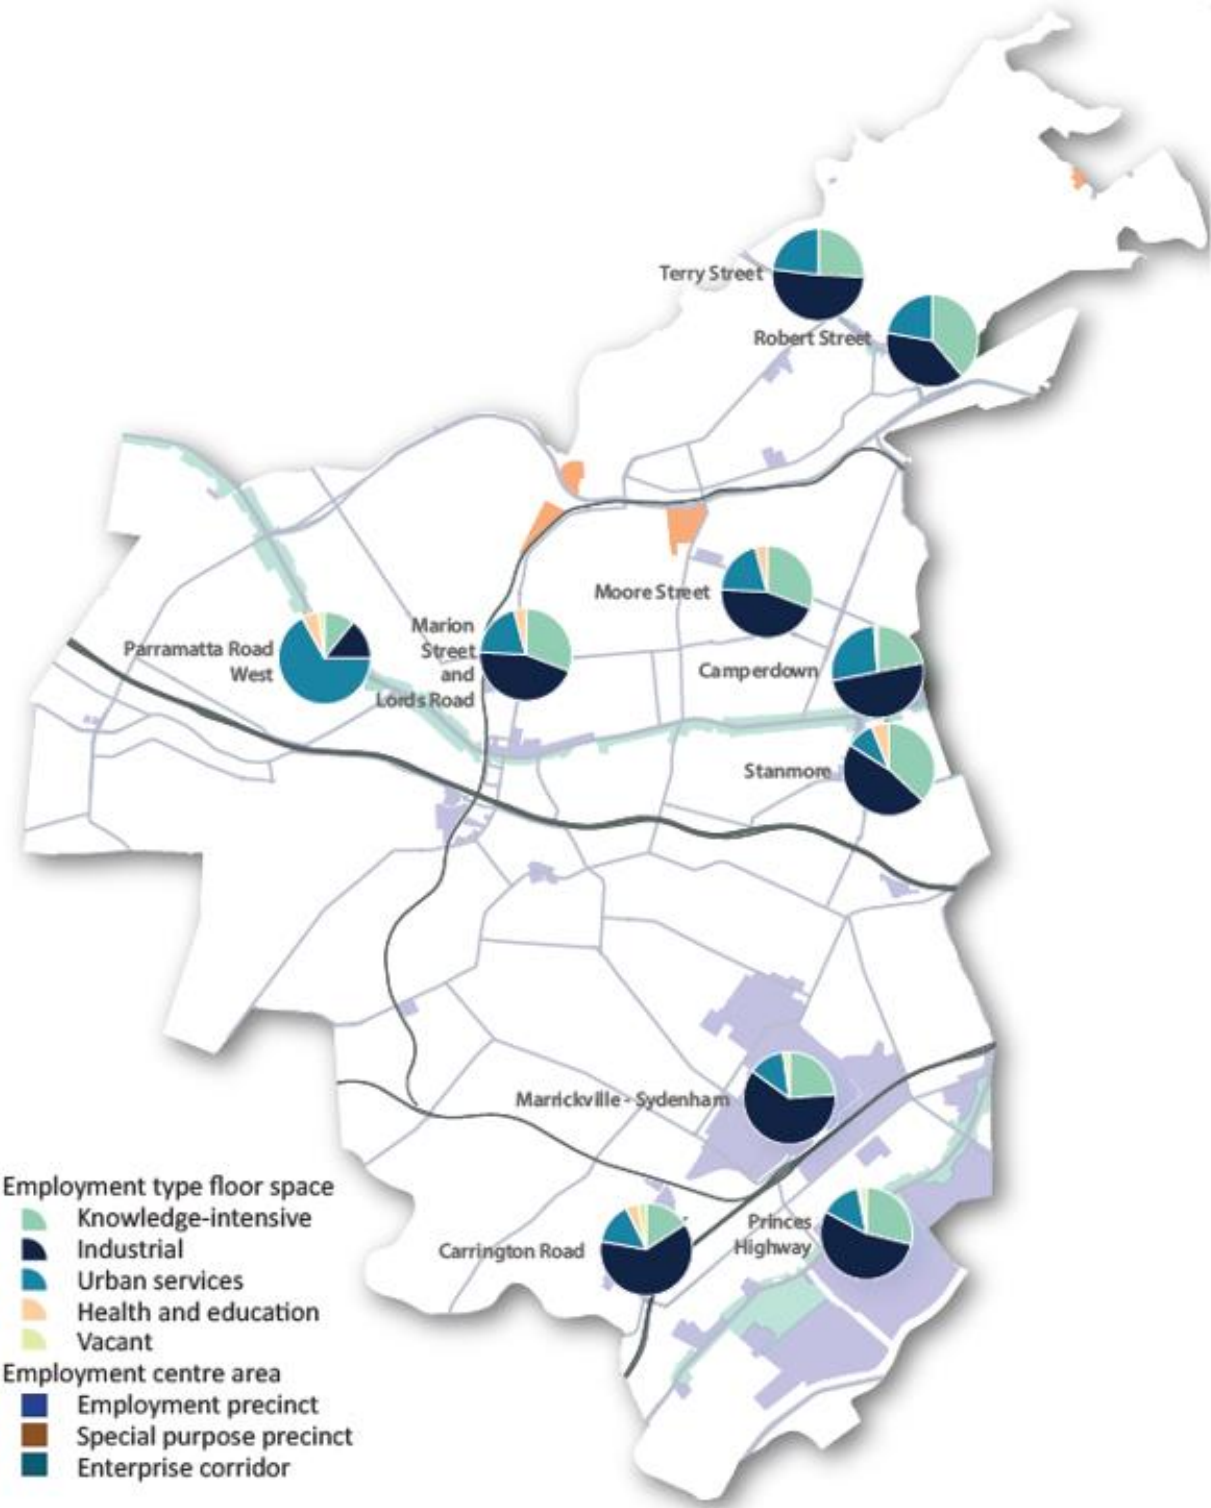 Terry Street
Robert Street
Moore Street
Marion
Street
and
Lords Road
Parramatta Road
West
Camperdown
Stanmore
Marrickville - Sydenham
Princes
Highway
Carrington Road
Employment type floor space
Knowledge-intensive
Industrial
Urban services
Health and education
Vacant
Employment centre area
Employment precinct
Special purpose precinct
Enterprise corridor